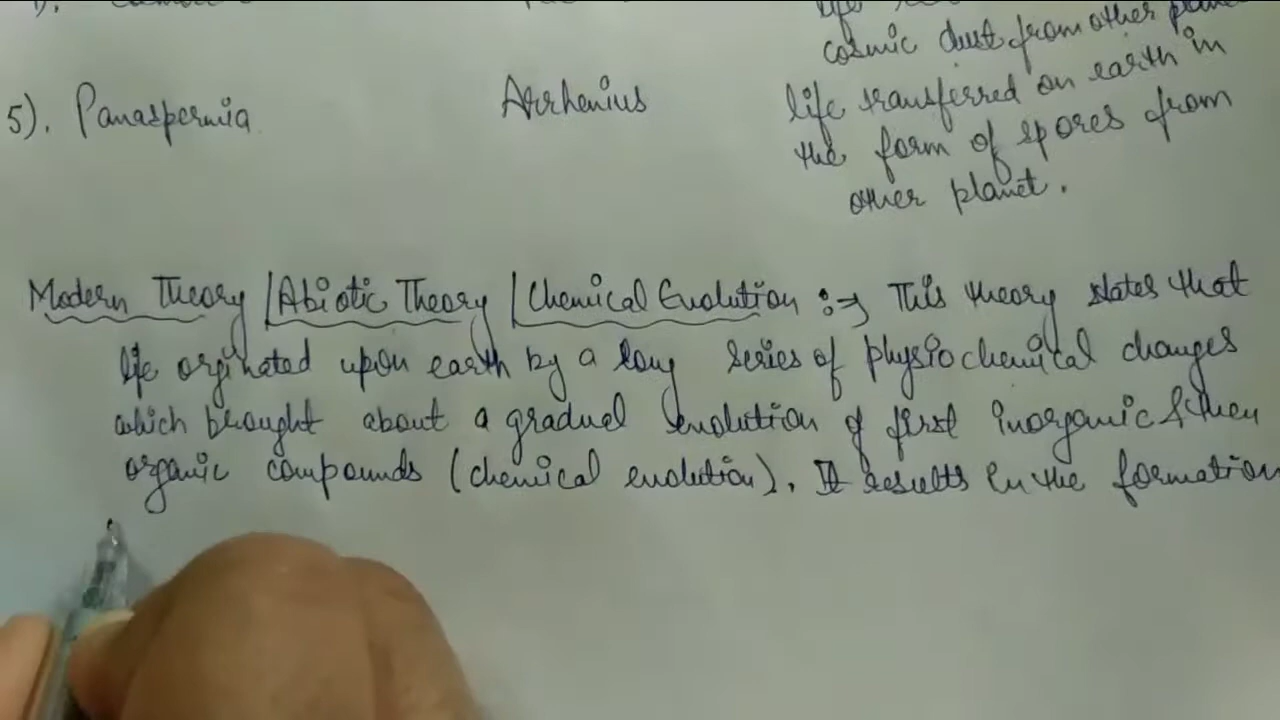 cosmic dust from other
5). Panaspermia Arrhenius life transferred on earth in
the form of spores from
other planet.
Modern Theory | Abiotic Theory | Chemical Evolution :→ This theory states that
life orginated upon earth by a long series of physiochemical changes
which brought about a gradual evolution of first inorganic & then
organic compounds (chemical evolution). It results in the formation